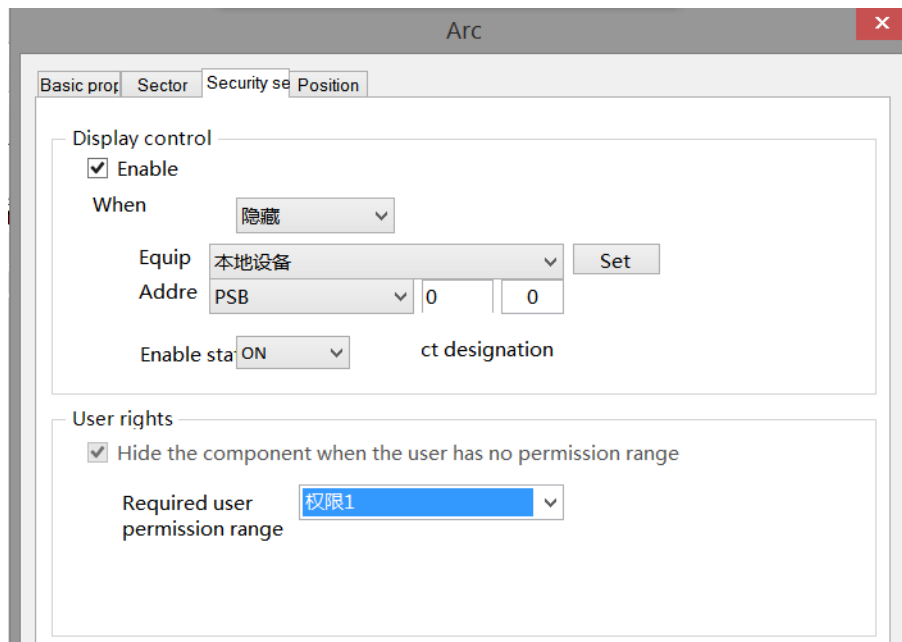 Arc
Basic prop Sector Security se Position
Display control
Enable
When 隐藏
Equip 本地设备 Set
Addre PSB 0 0
Enable stat ON ct designation
User rights
Hide the component when the user has no permission range
Required user 权限1
permission range